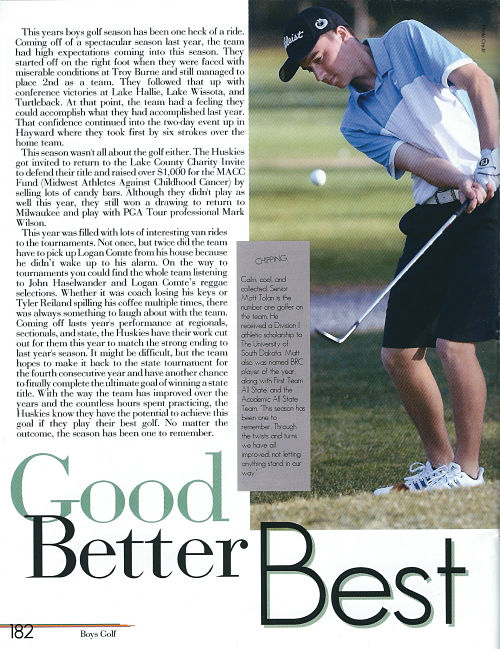 This years boys golf season has been one heck of a ride.
Coming off of a spectacular season last year, the team
had high expectations coming into this season. They
started off on the right foot when they were faced with
miserable conditions at Troy Burne and still managed to
place 2nd as a team. They followed that up with
conference victories at Lake Hallie, Lake Wissota, and
Turtleback. At that point, the team had a feeling they
could accomplish what they had accomplished last year.
That confidence continued into the two-day event up in
Hayward where they took first by six strokes over the
home team.
This season wasn't all about the golf either. The Huskies
got invited to return to the Lake County Charity Invite
to defend their title and raised over $1,000 for the MACC
Fund (Midwest Athletes Against Childhood Cancer) by
selling lots of candy bars. Although they didn't play as
well this year, they still won a drawing to return to
Milwaukee and play with PGA Tour professional Mark
Wilson.
This year was filled with lots of interesting van rides
to the tournaments. Not once, but twice did the team
have to pick up Logan Comte from his house because
he didn't wake up to his alarm. On the way to
tournaments you could find the whole team listening
to John Haselwander and Logan Comte's reggae
selections. Whether it was coach losing his keys or
Tyler Reiland spilling his coffee multiple times, there
was always something to laugh about with the team.
Coming off lasts year's performance at regionals,
sectionals, and state, the Huskies have their work cut
out for them this year to match the strong ending to
last year's season. It might be difficult, but the team
hopes to make it back to the state tournament for
the fourth consecutive year and have another chance
to finally complete the ultimate goal of winning a state
title. With the way the team has improved over the
years and the countless hours spent practicing, the
Huskies know they have the potential to achieve this
goal if they play their best golf. No matter the
outcome, the season has been one to remember.
CHIPPING.
Calm, cool, and
collected Senior
Matt Tolan is the
number one golfer on
the team. He
received a Division I
athletic scholarship to
The University of
South Dakota. Matt
also was named BRC
player of the year,
along with First Team
All State, and the
Academic All State
Team. "This season has
been one to
remember. Through
the twists and turns
we have all
improved, not letting
anything stand in our
way."
Titleist
Good
Better
Best
182
Boys Golf